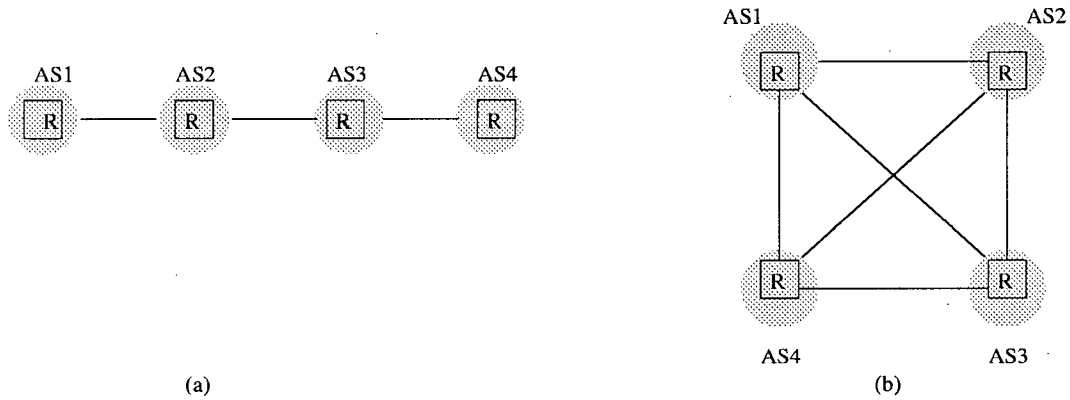 AS1 AS2 AS3 AS4
R R R R
(a)
AS1 AS2
R R
R R
AS4 AS3
(b)